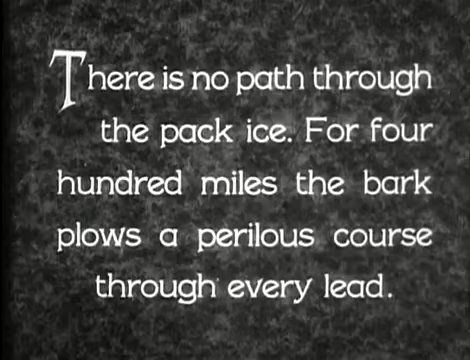 There is no path through
the pack ice. For four
hundred miles the bark
plows a perilous course
through every lead.